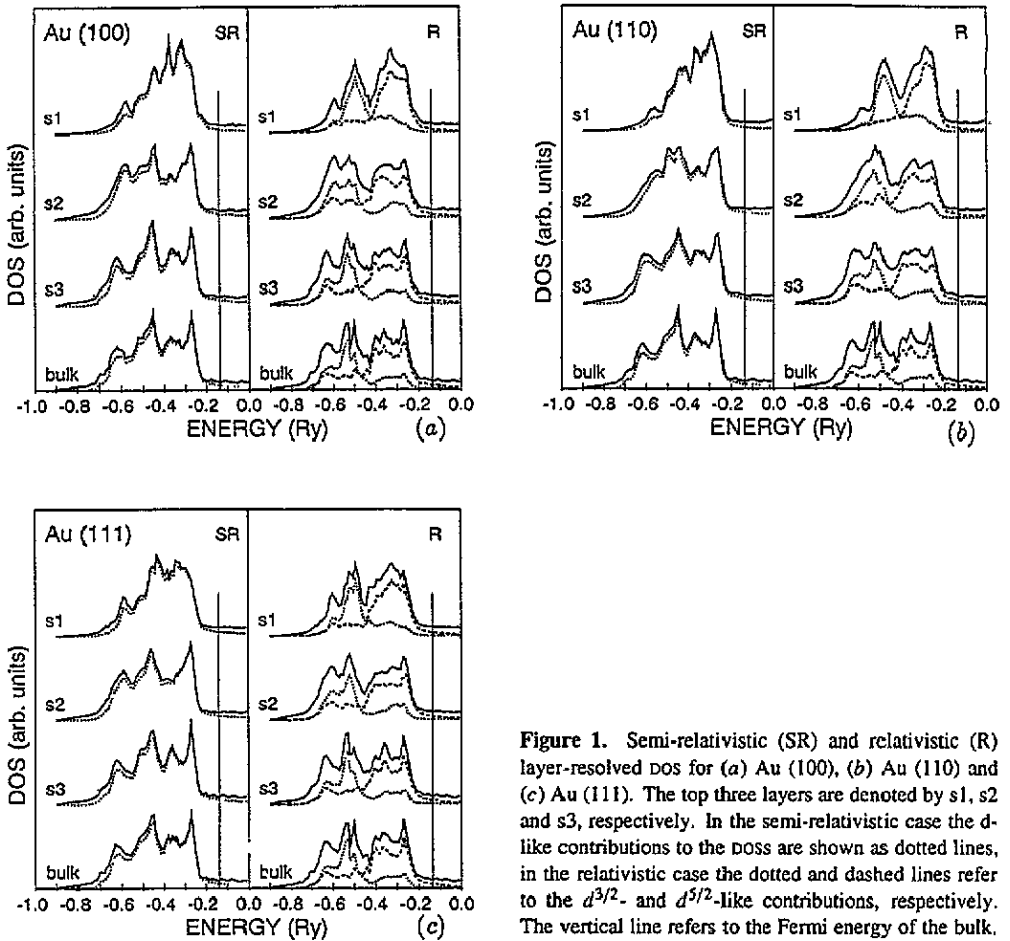 Au (100) SR R
s1 s1
s2 s2
s3 s3
bulk bulk
DOS (arb. units)
-1.0 -0.8 -0.6 -0.4 -0.2 0.0 -0.8 -0.6 -0.4 -0.2 0.0
ENERGY (Ry) (a)
Au (110) SR R
s1 s1
s2 s2
s3 s3
bulk bulk
DOS (arb. units)
-1.0 -0.8 -0.6 -0.4 -0.2 0.0 -0.8 -0.6 -0.4 -0.2 0.0
ENERGY (Ry) (b)
Au (111) SR R
s1 s1
s2 s2
s3 s3
bulk bulk
DOS (arb. units)
-1.0 -0.8 -0.6 -0.4 -0.2 0.0 -0.8 -0.6 -0.4 -0.2 0.0
ENERGY (Ry) (c)
Figure 1. Semi-relativistic (SR) and relativistic (R)
layer-resolved DOS for (a) Au (100), (b) Au (110) and
(c) Au (111). The top three layers are denoted by s1, s2
and s3, respectively. In the semi-relativistic case the d-
like contributions to the DOSs are shown as dotted lines,
in the relativistic case the dotted and dashed lines refer
to the d^3/2- and d^5/2-like contributions, respectively.
The vertical line refers to the Fermi energy of the bulk.